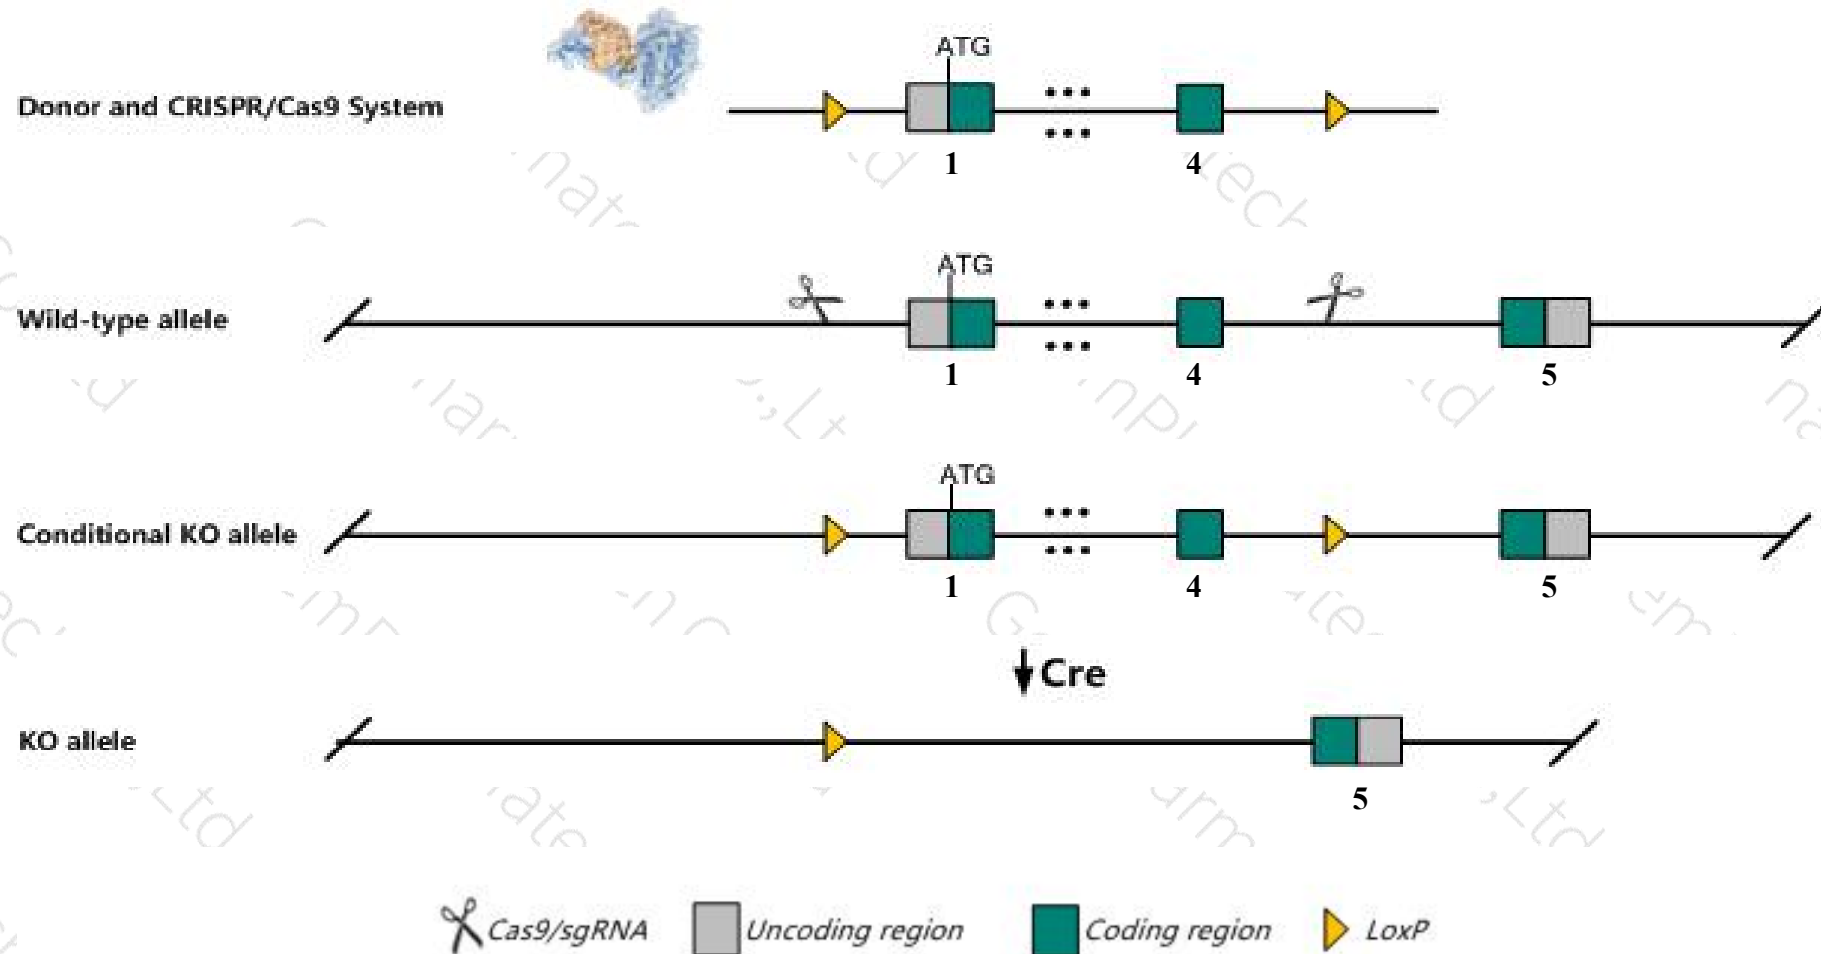 ATG
Donor and CRISPR/Cas9 System
1 4
ATG
Wild-type allele
1 4 5
ATG
Conditional KO allele
1 4 5
Cre
KO allele
5
Cas9/sgRNA Uncoding region Coding region LoxP